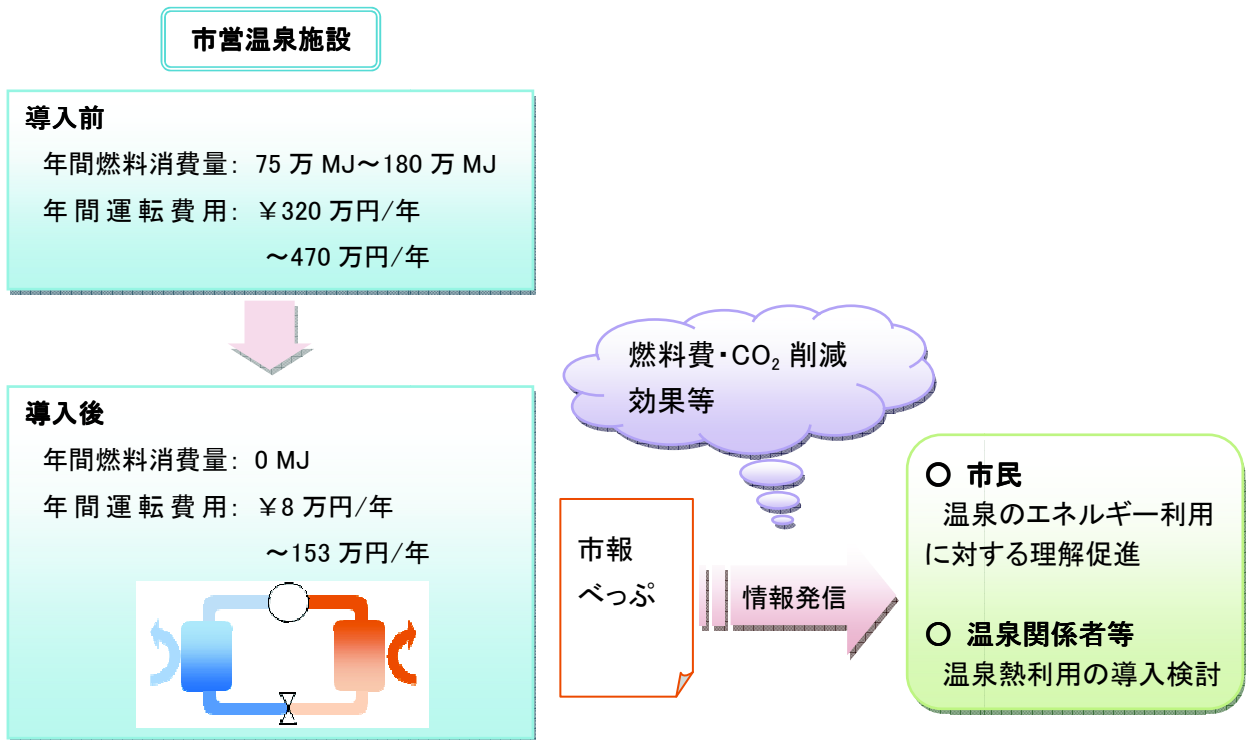 市営温泉施設
導入前
年間燃料消費量: 75 万 MJ～180 万 MJ
年間運転費用: ￥320 万円/年
～470 万円/年
導入後
年間燃料消費量: 0 MJ
年間運転費用: ￥8 万円/年
～153 万円/年
燃料費・CO₂ 削減
効果等
市報
べっぷ
情報発信
○ 市民
温泉のエネルギー利用
に対する理解促進
○ 温泉関係者等
温泉熱利用の導入検討